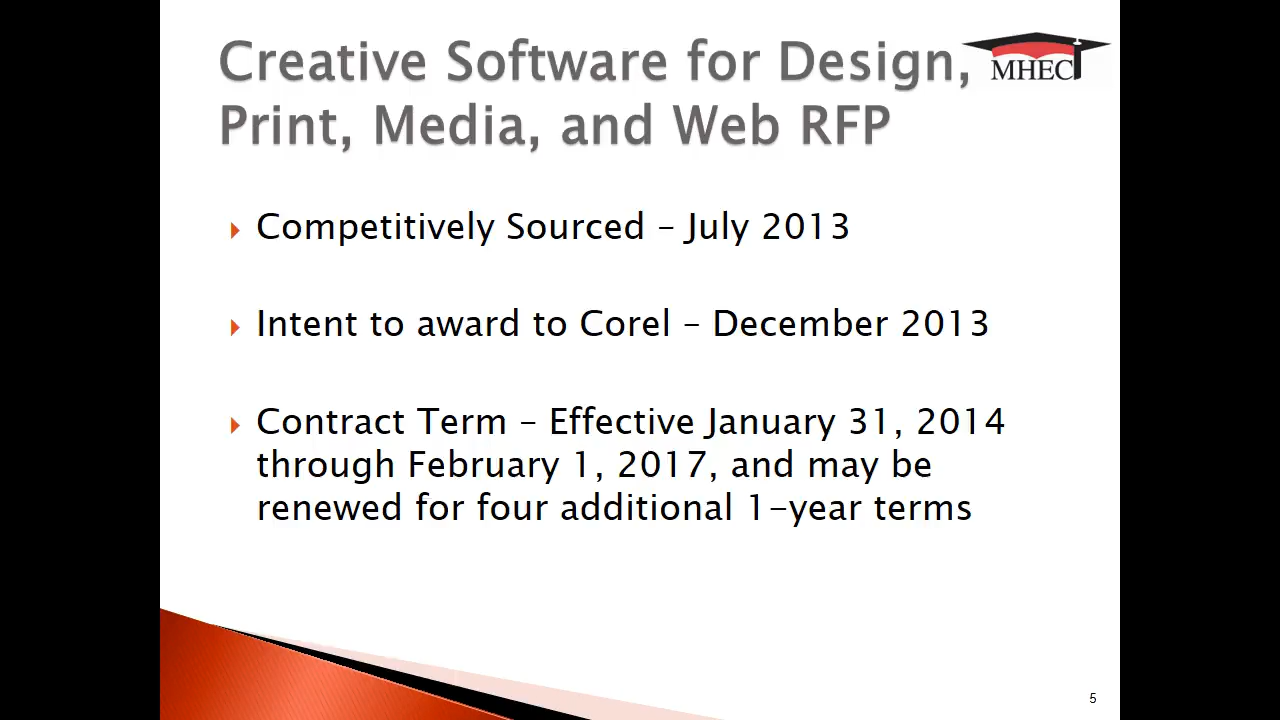 Creative Software for Design,
Print, Media, and Web RFP
MHEC
Competitively Sourced – July 2013
Intent to award to Corel – December 2013
Contract Term – Effective January 31, 2014
through February 1, 2017, and may be
renewed for four additional 1-year terms
5